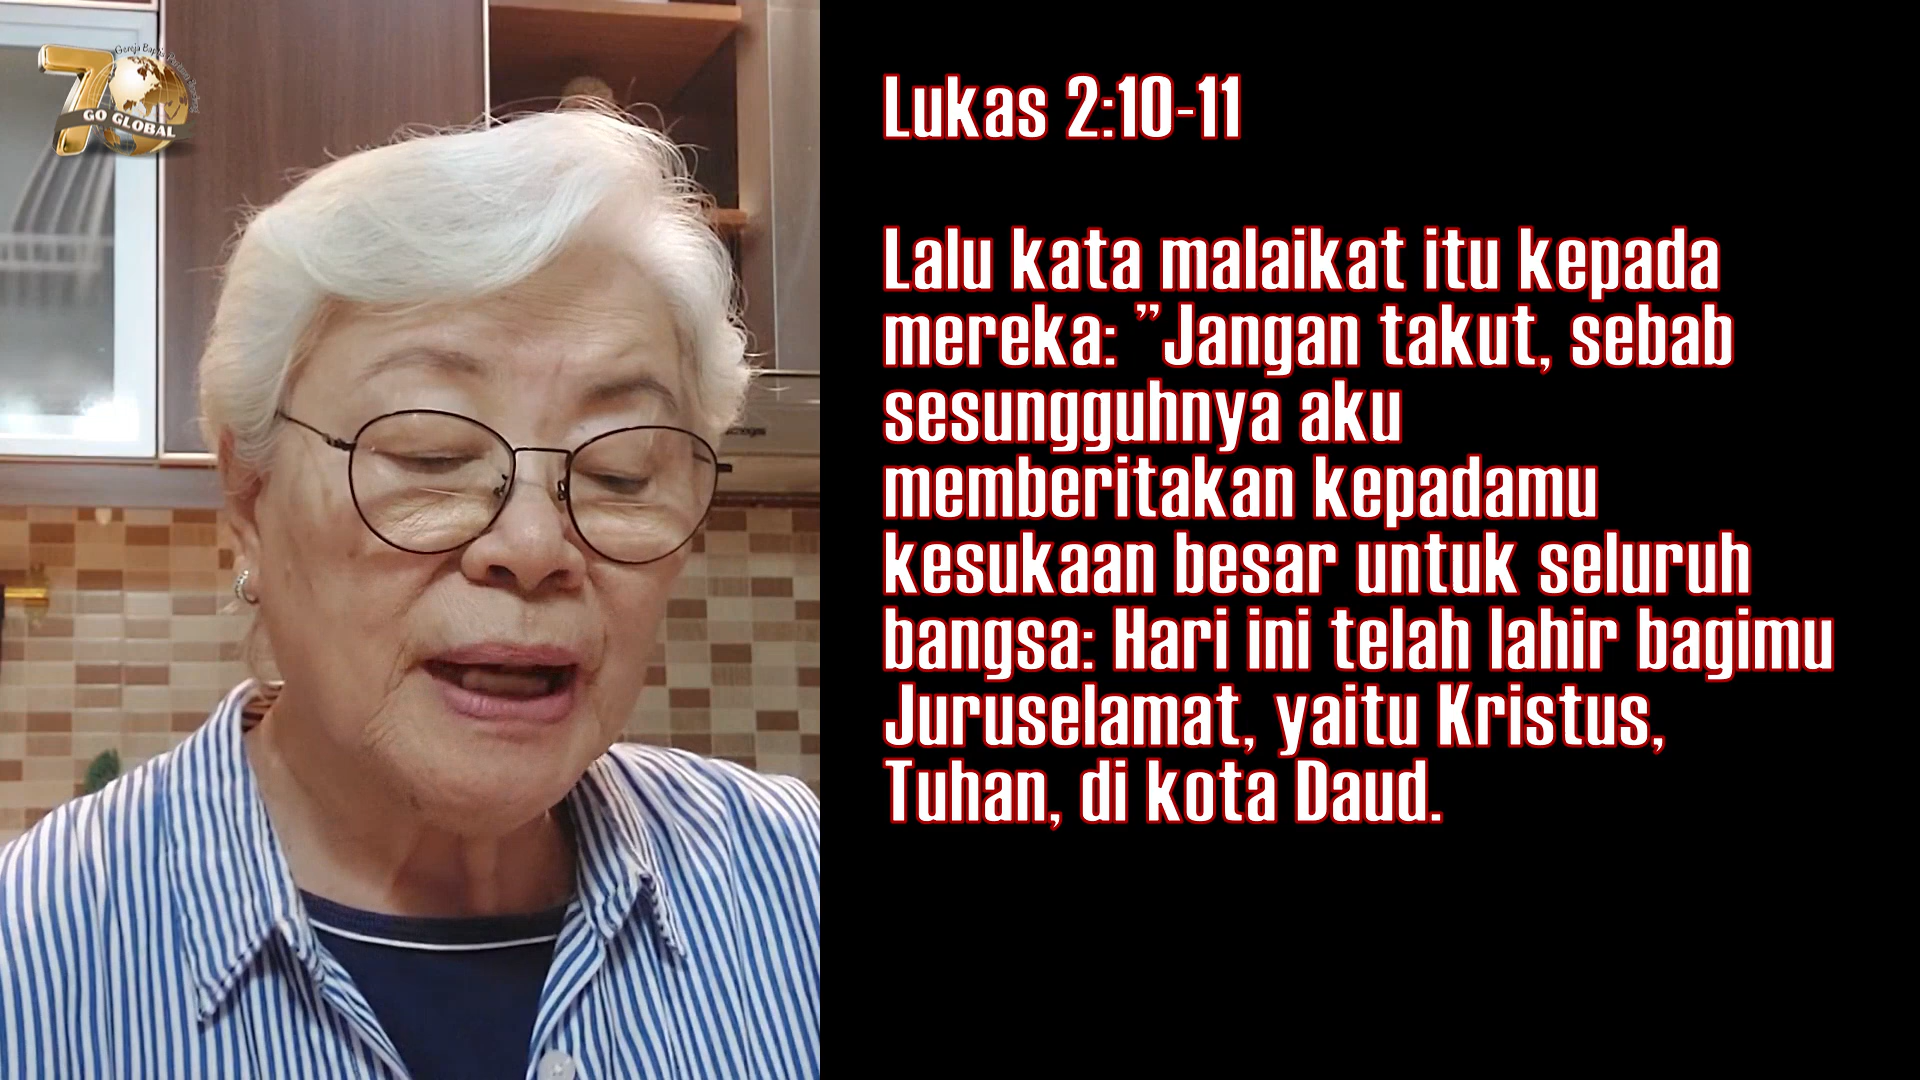 GO GLOBAL
Lukas 2:10-11
Lalu kata malaikat itu kepada
mereka: ”Jangan takut, sebab
sesungguhnya aku
memberitakan kepadamu
kesukaan besar untuk seluruh
bangsa: Hari ini telah lahir bagimu
Juruselamat, yaitu Kristus,
Tuhan, di kota Daud.